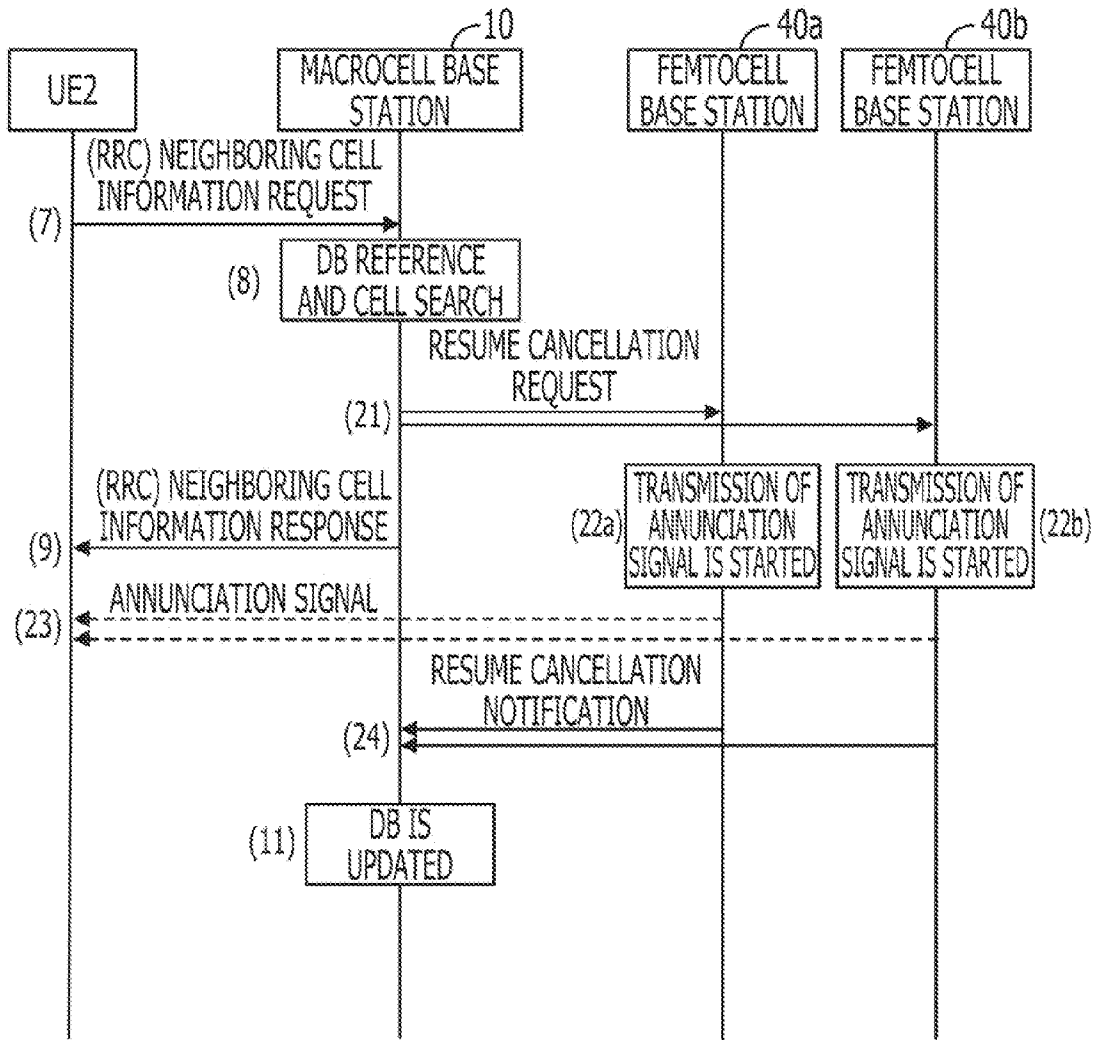 10
40a
40b
UE2
MACROCELL BASE
STATION
FEMTOCELL
BASE STATION
FEMTOCELL
BASE STATION
(RRC) NEIGHBORING CELL
INFORMATION REQUEST
(7)
(8)
DB REFERENCE
AND CELL SEARCH
RESUME CANCELLATION
REQUEST
(21)
(RRC) NEIGHBORING CELL
INFORMATION RESPONSE
(9)
(22a)
TRANSMISSION OF
ANNUNCIATION
SIGNAL IS STARTED
TRANSMISSION OF
ANNUNCIATION
SIGNAL IS STARTED
(22b)
ANNUNCIATION SIGNAL
(23)
RESUME CANCELLATION
NOTIFICATION
(24)
(11)
DB IS
UPDATED